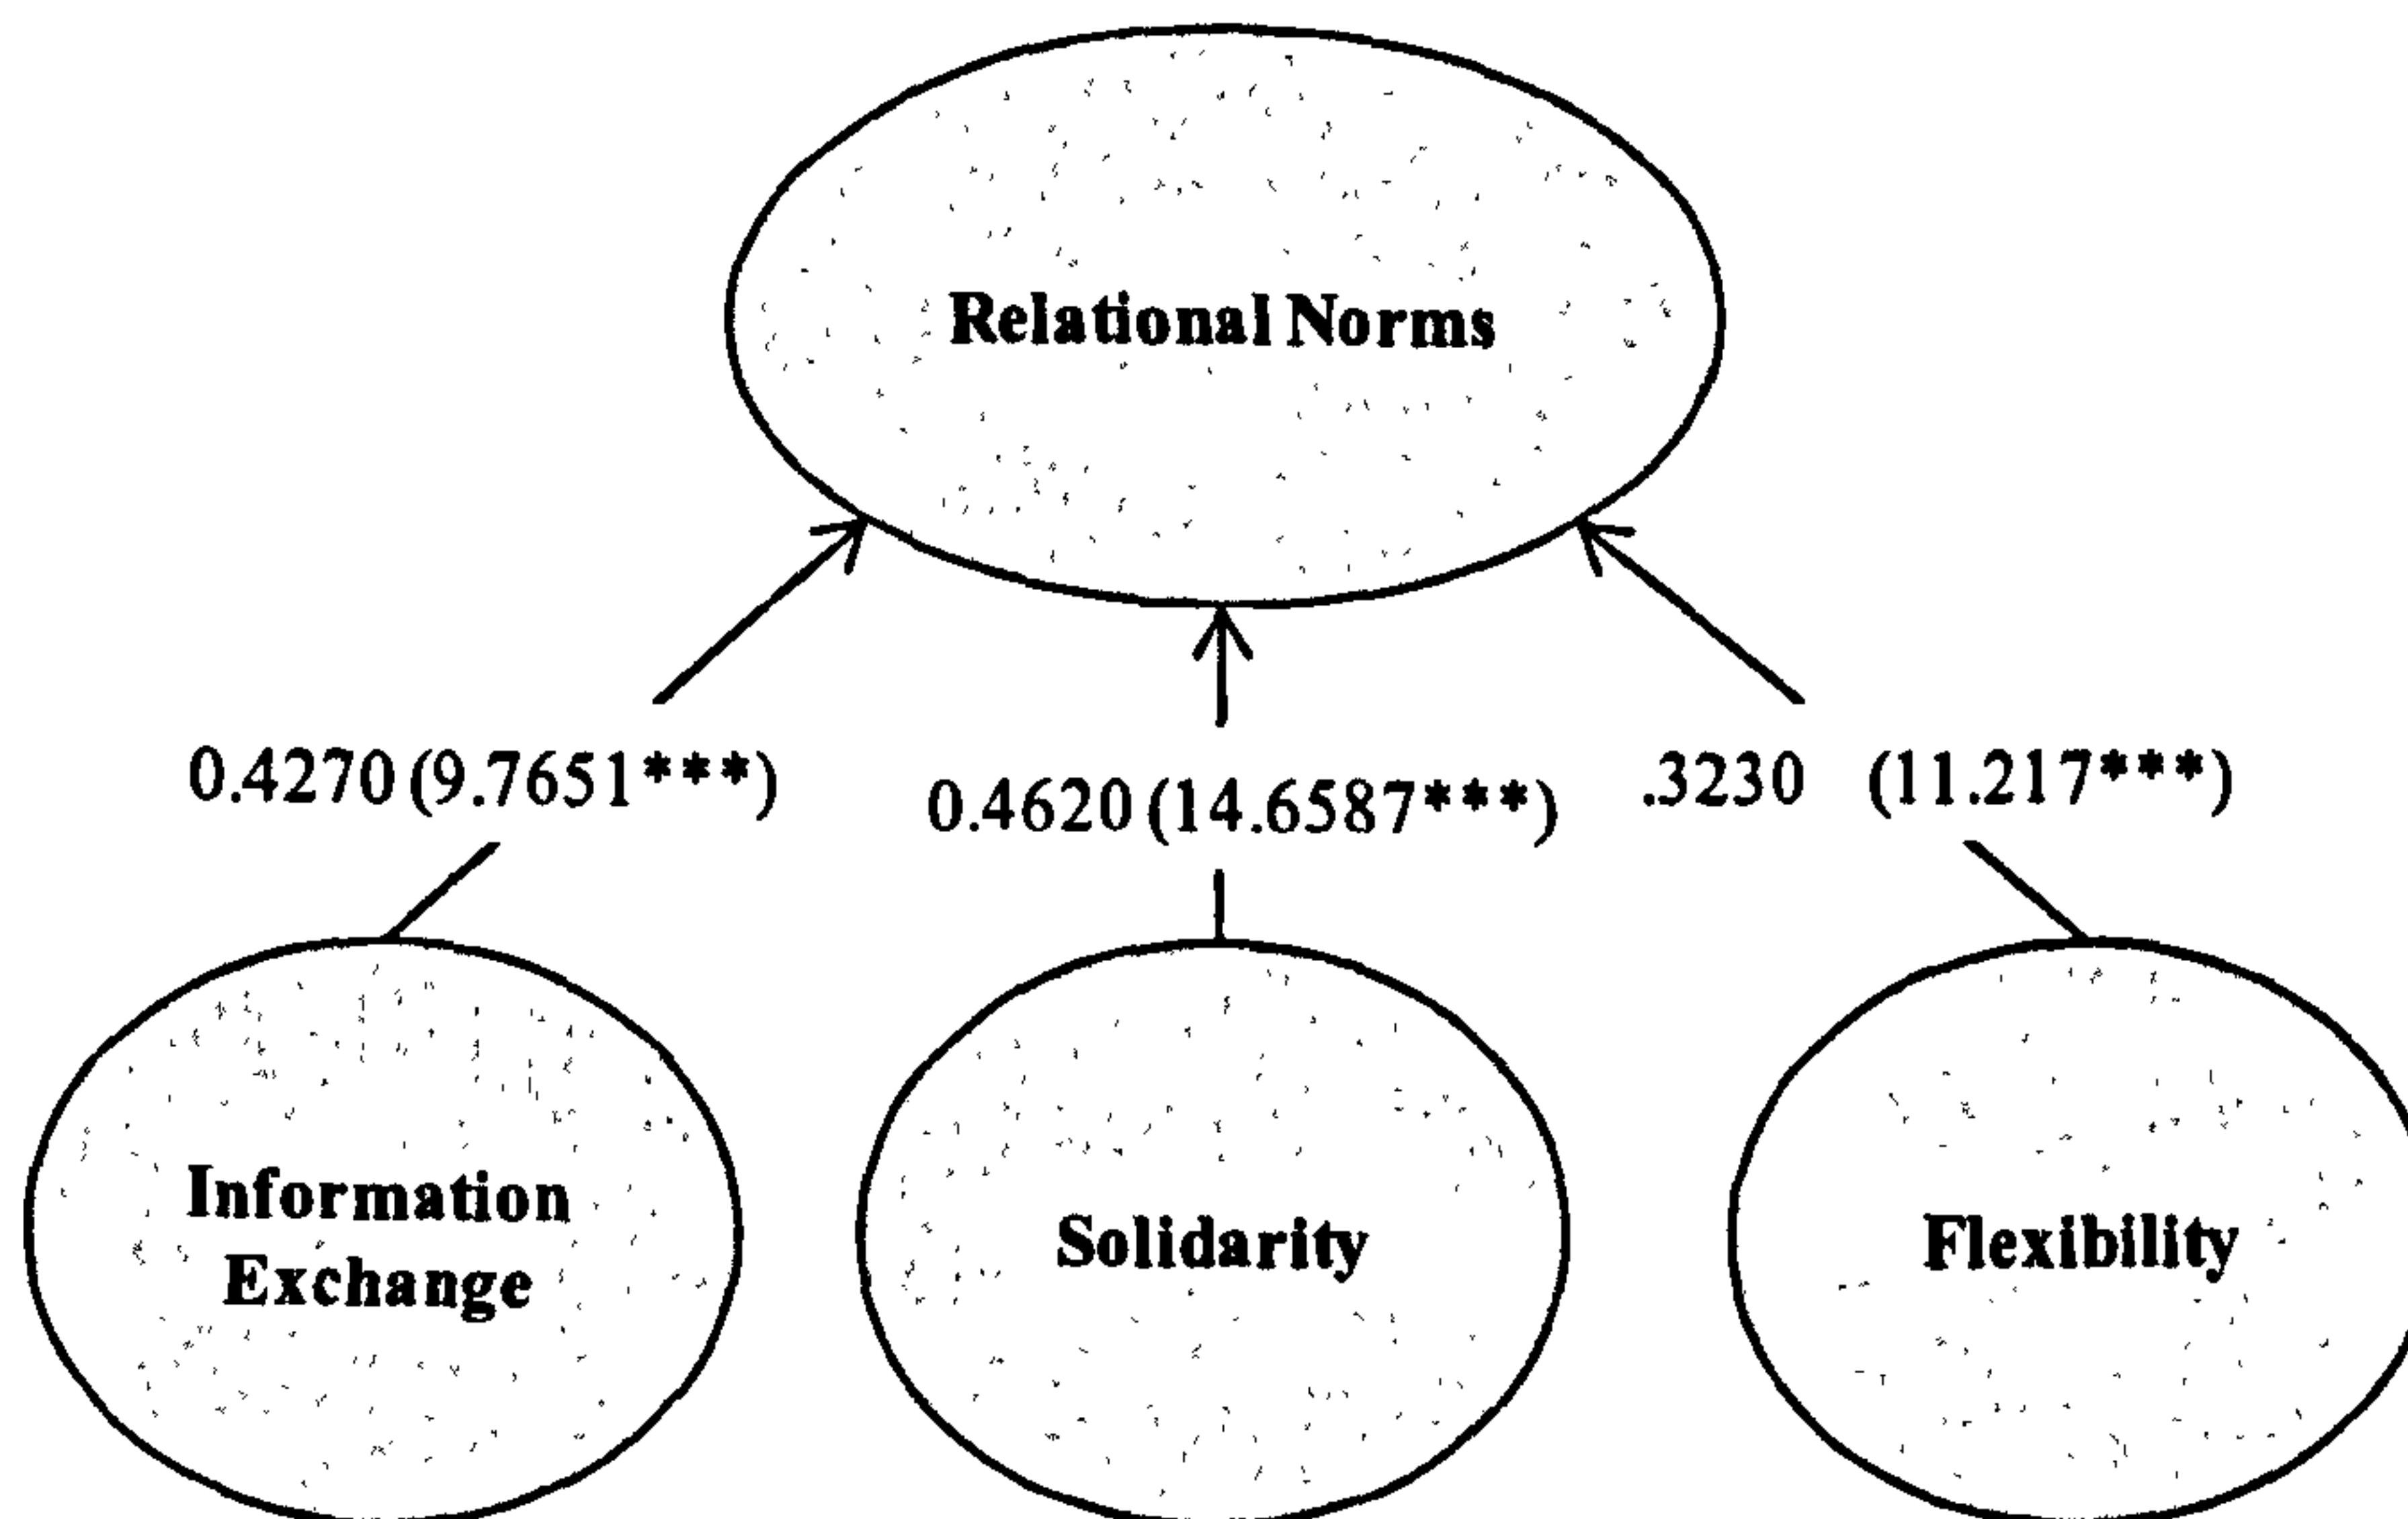 Relational Norms
0.4270 (9.7651***)
0.4620 (14.6587***)
.3230 (11.217***)
Information
Exchange
Solidarity
Flexibility